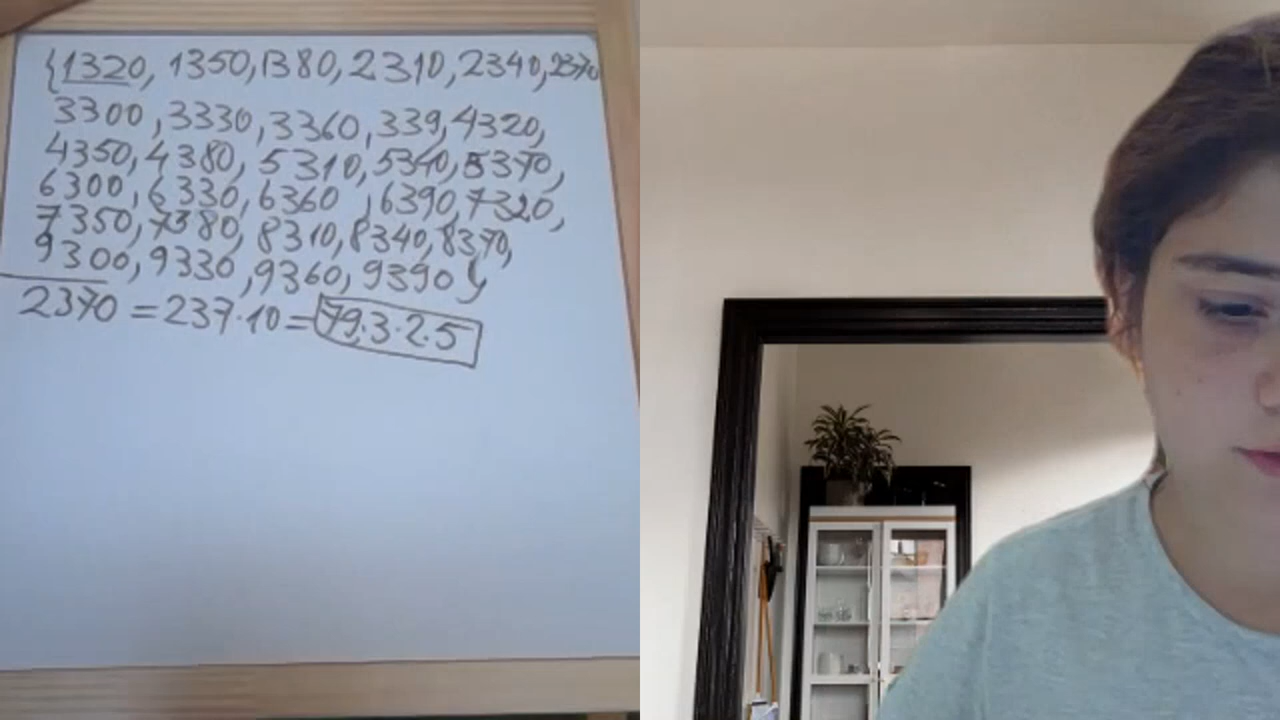 {1320, 1350, 1380, 2310, 2340, 2370
3300, 3330, 3360, 339, 4320,
4350, 4380, 5310, 5340, 5370,
6300, 6330, 6360, 6390, 7320,
7350, 7380, 8310, 8340, 8370,
9300, 9330, 9360, 9390}
2370 = 237·10 = 79·3·2·5